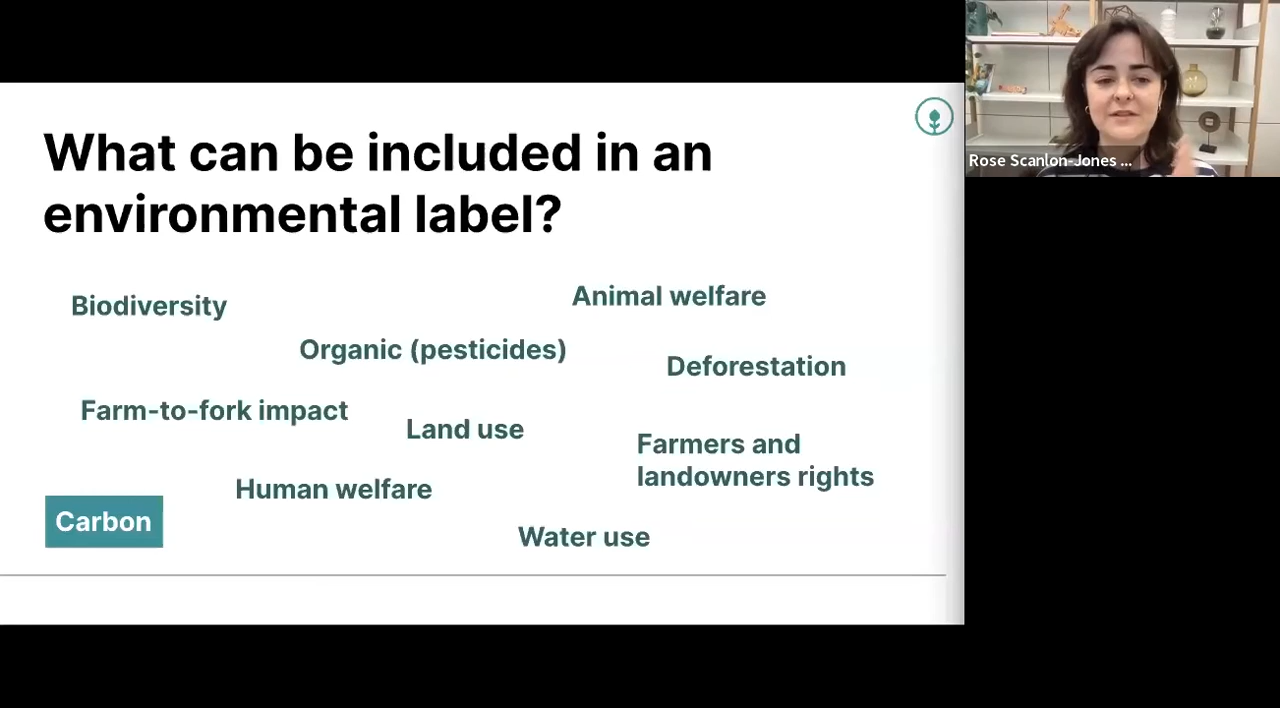 What can be included in an
environmental label?
Biodiversity
Animal welfare
Organic (pesticides)
Deforestation
Farm-to-fork impact
Land use
Farmers and
landowners rights
Human welfare
Carbon
Water use
Rose Scanlon-Jones ...